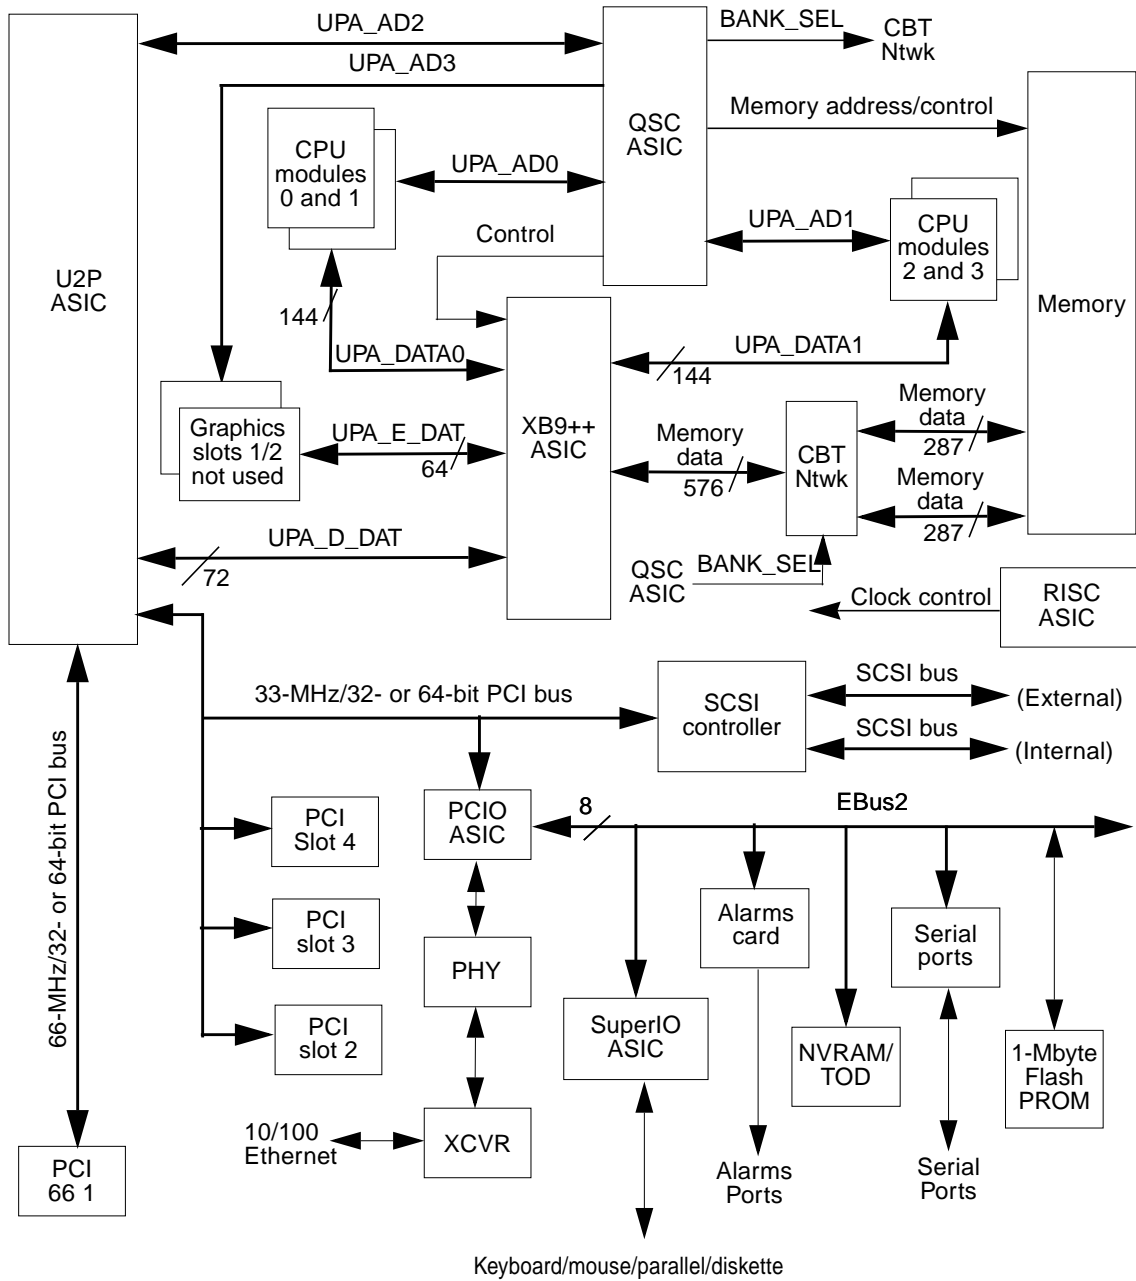 UPA_AD2
BANK_SEL
CBT
Ntwk
UPA_AD3
QSC
ASIC
Memory address/control
CPU
modules
0 and 1
UPA_AD0
UPA_AD1
CPU
modules
2 and 3
Control
U2P
ASIC
Memory
144
UPA_DATA0
UPA_DATA1
144
XB9++
ASIC
Graphics
slots 1/2
not used
UPA_E_DAT
64
Memory
data
576
CBT
Ntwk
Memory
data
287
Memory
data
287
UPA_D_DAT
72
QSC
ASIC
BANK_SEL
Clock control
RISC
ASIC
33-MHz/32- or 64-bit PCI bus
SCSI
controller
SCSI bus
(External)
SCSI bus
(Internal)
66-MHz/32- or 64-bit PCI bus
PCI
Slot 4
PCIO
ASIC
8
EBus2
PCI
slot 3
PHY
Alarms
card
Serial
ports
PCI
slot 2
SuperIO
ASIC
NVRAM/
TOD
1-Mbyte
Flash
PROM
10/100
Ethernet
XCVR
PCI
66 1
Alarms
Ports
Serial
Ports
Keyboard/mouse/parallel/diskette